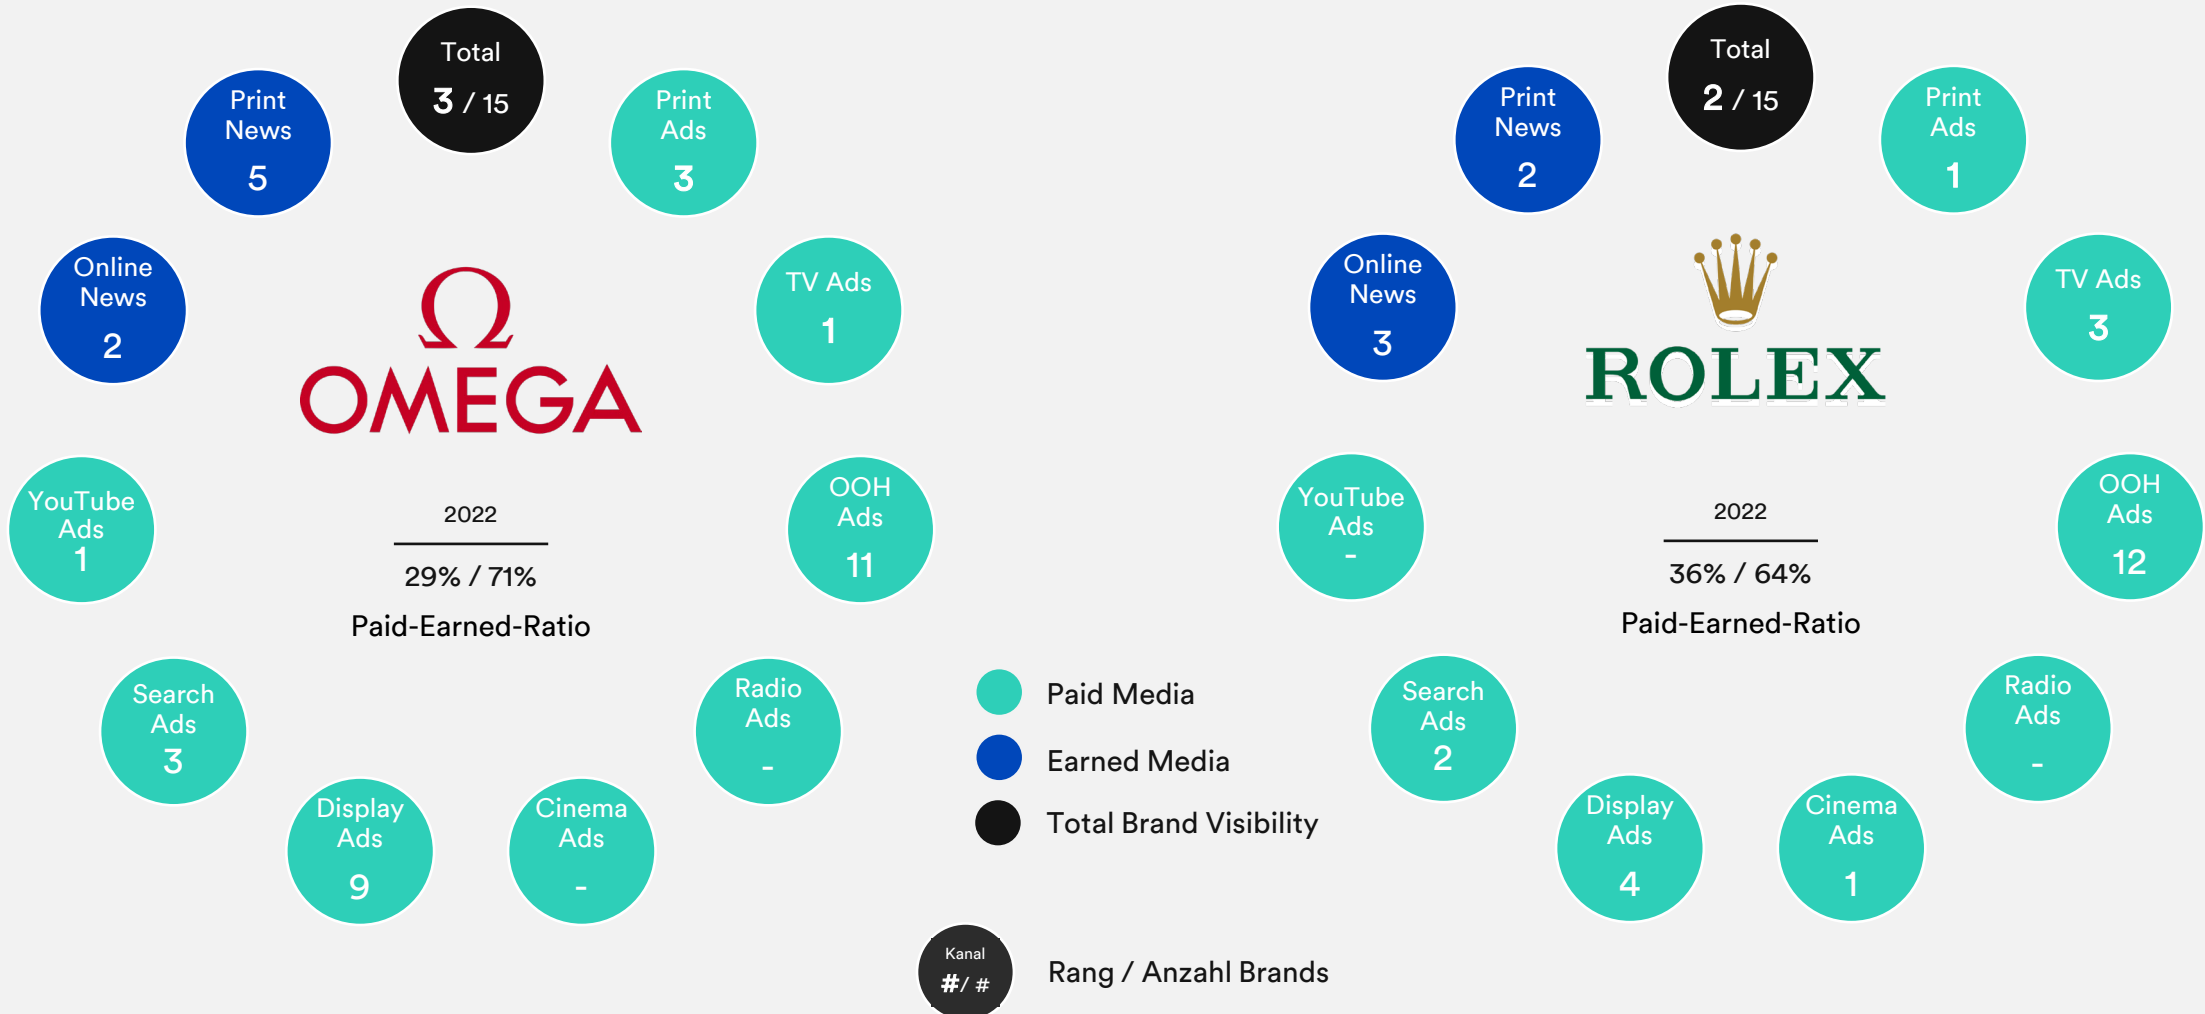 Total
3 / 15
Print
News
5
Print
Ads
3
Online
News
2
TV Ads
1
Ω
OMEGA
YouTube
Ads
1
2022
29% / 71%
Paid-Earned-Ratio
OOH
Ads
11
Search
Ads
3
Radio
Ads
-
Display
Ads
9
Cinema
Ads
-
Paid Media
Earned Media
Total Brand Visibility
Kanal
#/ #
Rang / Anzahl Brands
Total
2 / 15
Print
News
2
Print
Ads
1
Online
News
3
TV Ads
3
ROLEX
YouTube
Ads
-
2022
36% / 64%
Paid-Earned-Ratio
OOH
Ads
12
Search
Ads
2
Radio
Ads
-
Display
Ads
4
Cinema
Ads
1